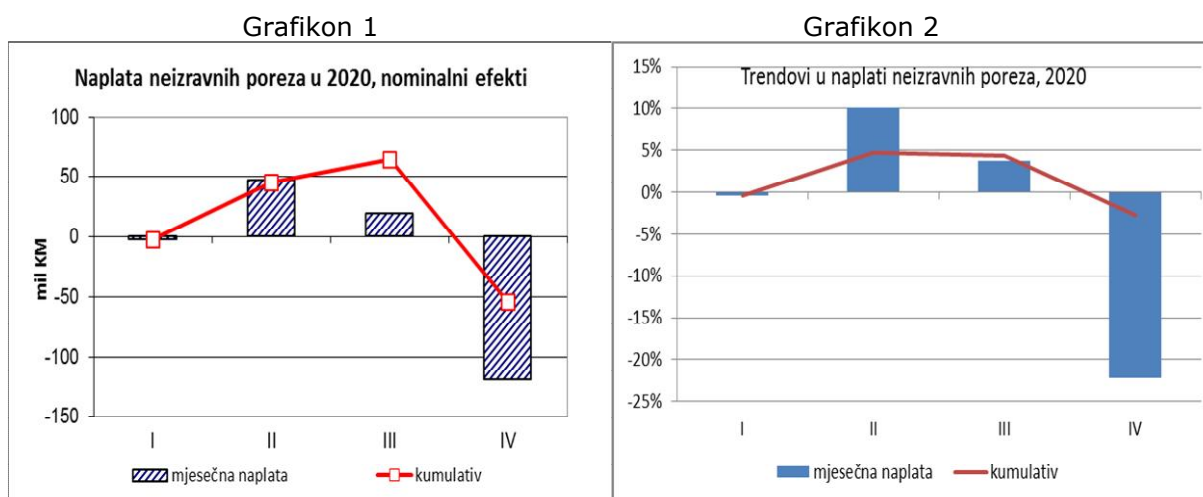 Grafikon 1
Naplata neizravnih poreza u 2020, nominalni efekti
mil KM
100
50
0
-50
-100
-150
I II III IV
mjesečna naplata kumulativ
Grafikon 2
Trendovi u naplati neizravnih poreza, 2020
15%
10%
5%
0%
-5%
-10%
-15%
-20%
-25%
I II III IV
mjesečna naplata kumulativ